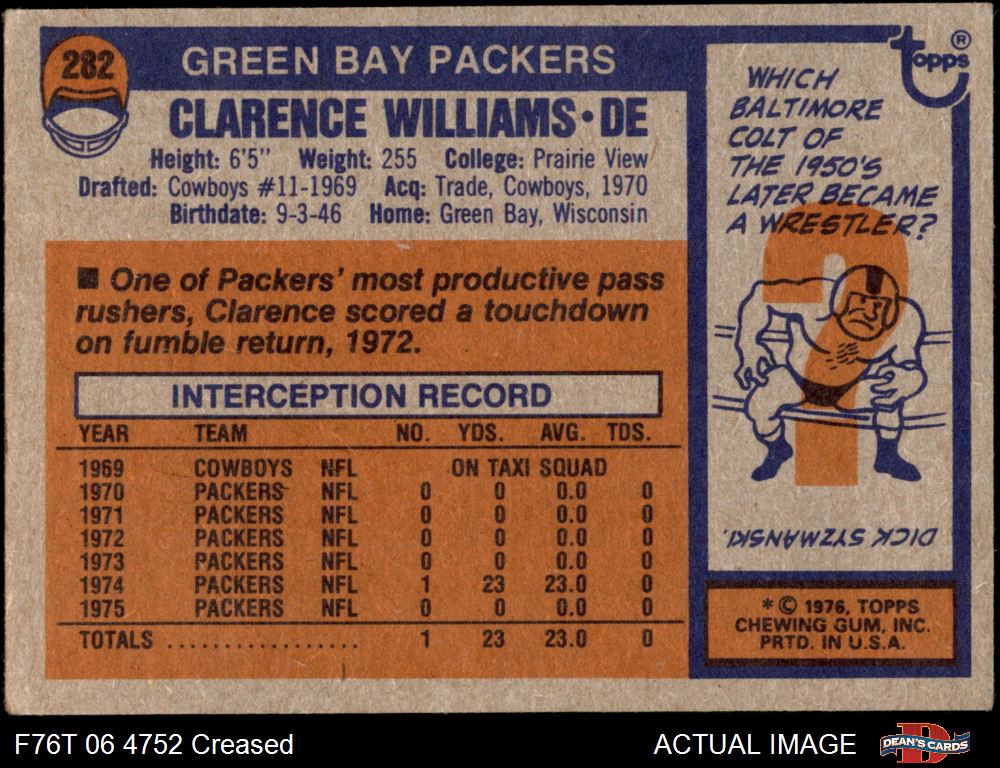 282
GREEN BAY PACKERS
CLARENCE WILLIAMS • DE
Height: 6'5" Weight: 255 College: Prairie View
Drafted: Cowboys #11-1969 Acq: Trade, Cowboys, 1970
Birthdate: 9-3-46 Home: Green Bay, Wisconsin
■ One of Packers' most productive pass
rushers, Clarence scored a touchdown
on fumble return, 1972.
INTERCEPTION RECORD
YEAR TEAM NO. YDS. AVG. TDS.
1969 COWBOYS NFL ON TAXI SQUAD
1970 PACKERS NFL 0 0 0.0 0
1971 PACKERS NFL 0 0 0.0 0
1972 PACKERS NFL 0 0 0.0 0
1973 PACKERS NFL 0 0 0.0 0
1974 PACKERS NFL 1 23 23.0 0
1975 PACKERS NFL 0 0 0.0 0
TOTALS ................. 1 23 23.0 0
topps ®
WHICH
BALTIMORE
COLT OF
THE 1950'S
LATER BECAME
A WRESTLER?
?
DICK SYZMANSKI.
* © 1976, TOPPS
CHEWING GUM, INC.
PRTD. IN U.S.A.
F76T 06 4752 Creased
ACTUAL IMAGE
D
DEAN'S CARDS